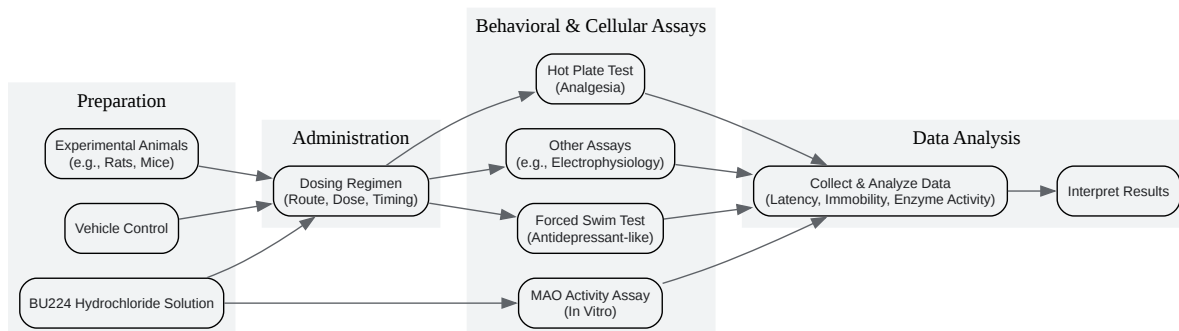 Preparation
Experimental Animals
(e.g., Rats, Mice)
Vehicle Control
BU224 Hydrochloride Solution
Administration
Dosing Regimen
(Route, Dose, Timing)
Behavioral & Cellular Assays
Hot Plate Test
(Analgesia)
Other Assays
(e.g., Electrophysiology)
Forced Swim Test
(Antidepressant-like)
MAO Activity Assay
(In Vitro)
Data Analysis
Collect & Analyze Data
(Latency, Immobility, Enzyme Activity)
Interpret Results